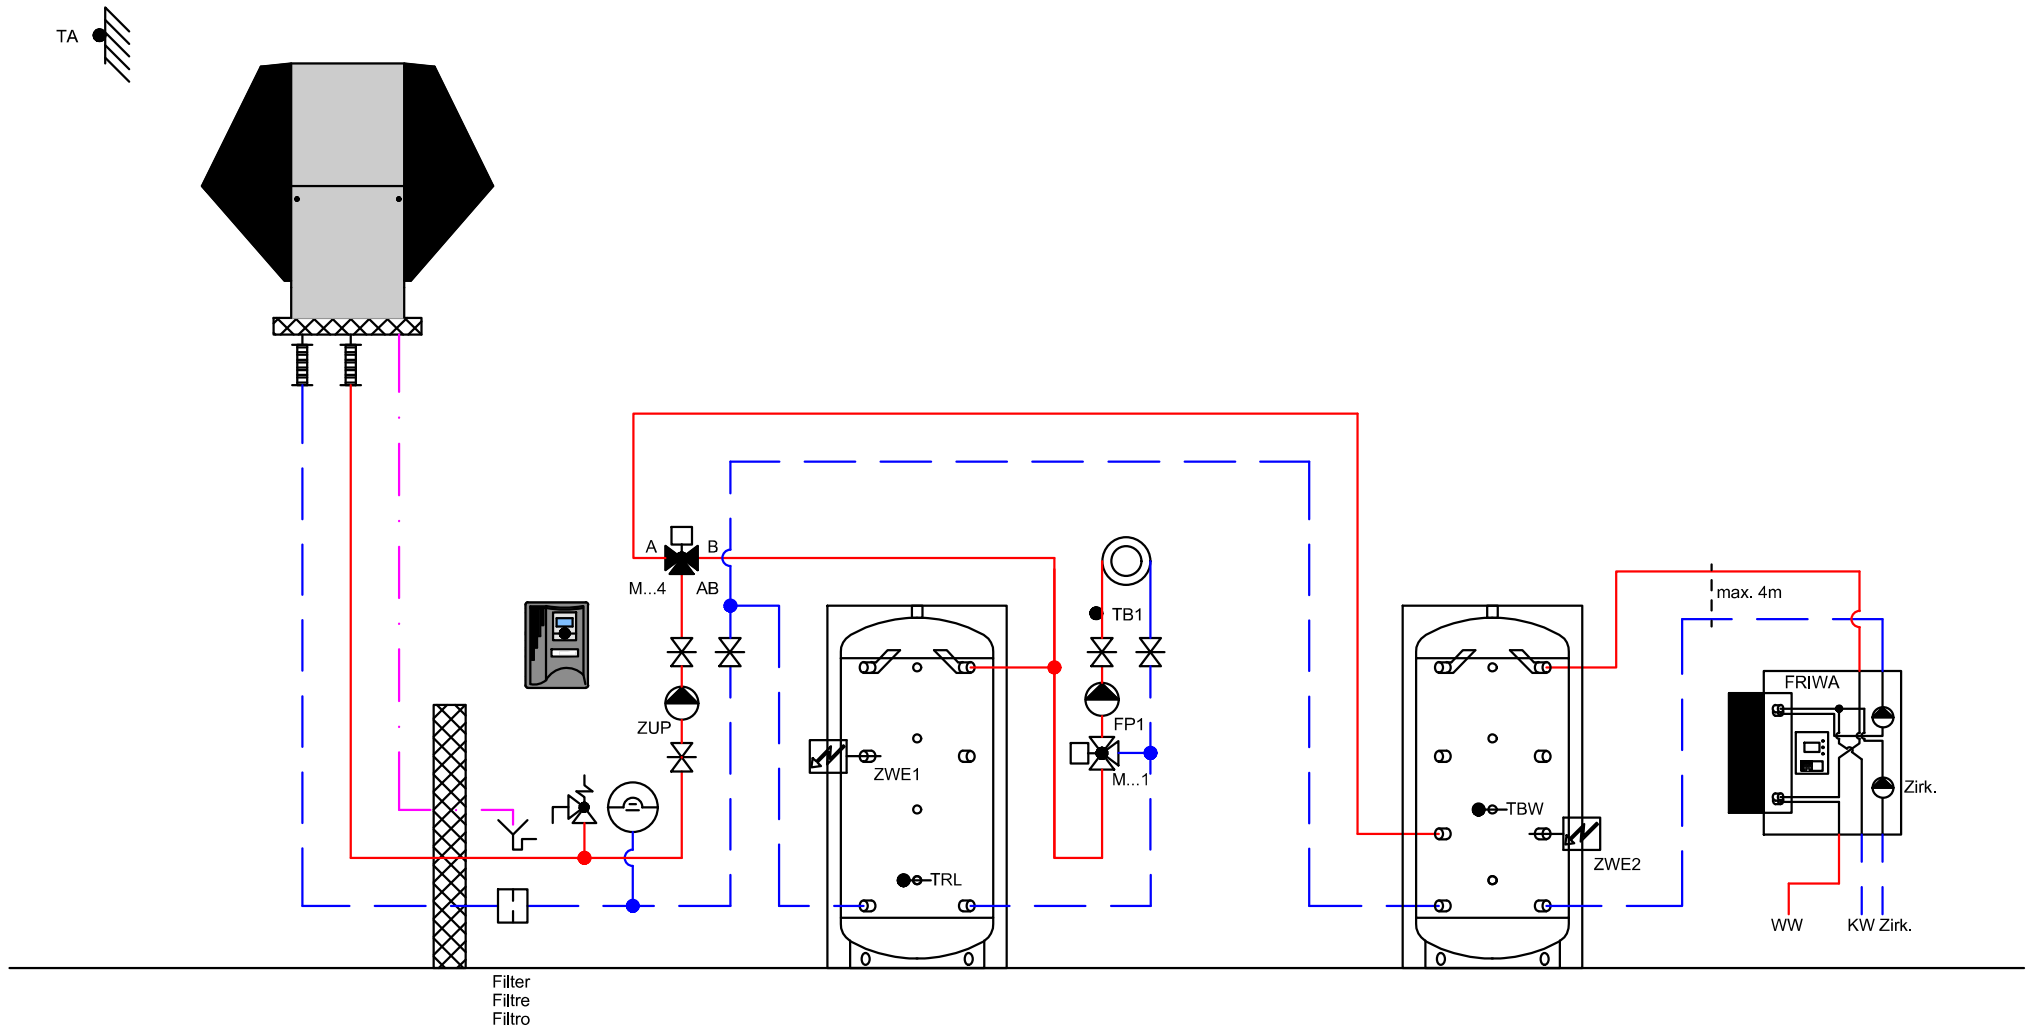 TA
A
B
M...4
AB
max. 4m
TB1
FRIWA
ZUP
FP1
ZWE1
M...1
Zirk.
TBW
ZWE2
TRL
WW
KW Zirk.
Filter
Filtre
Filtro